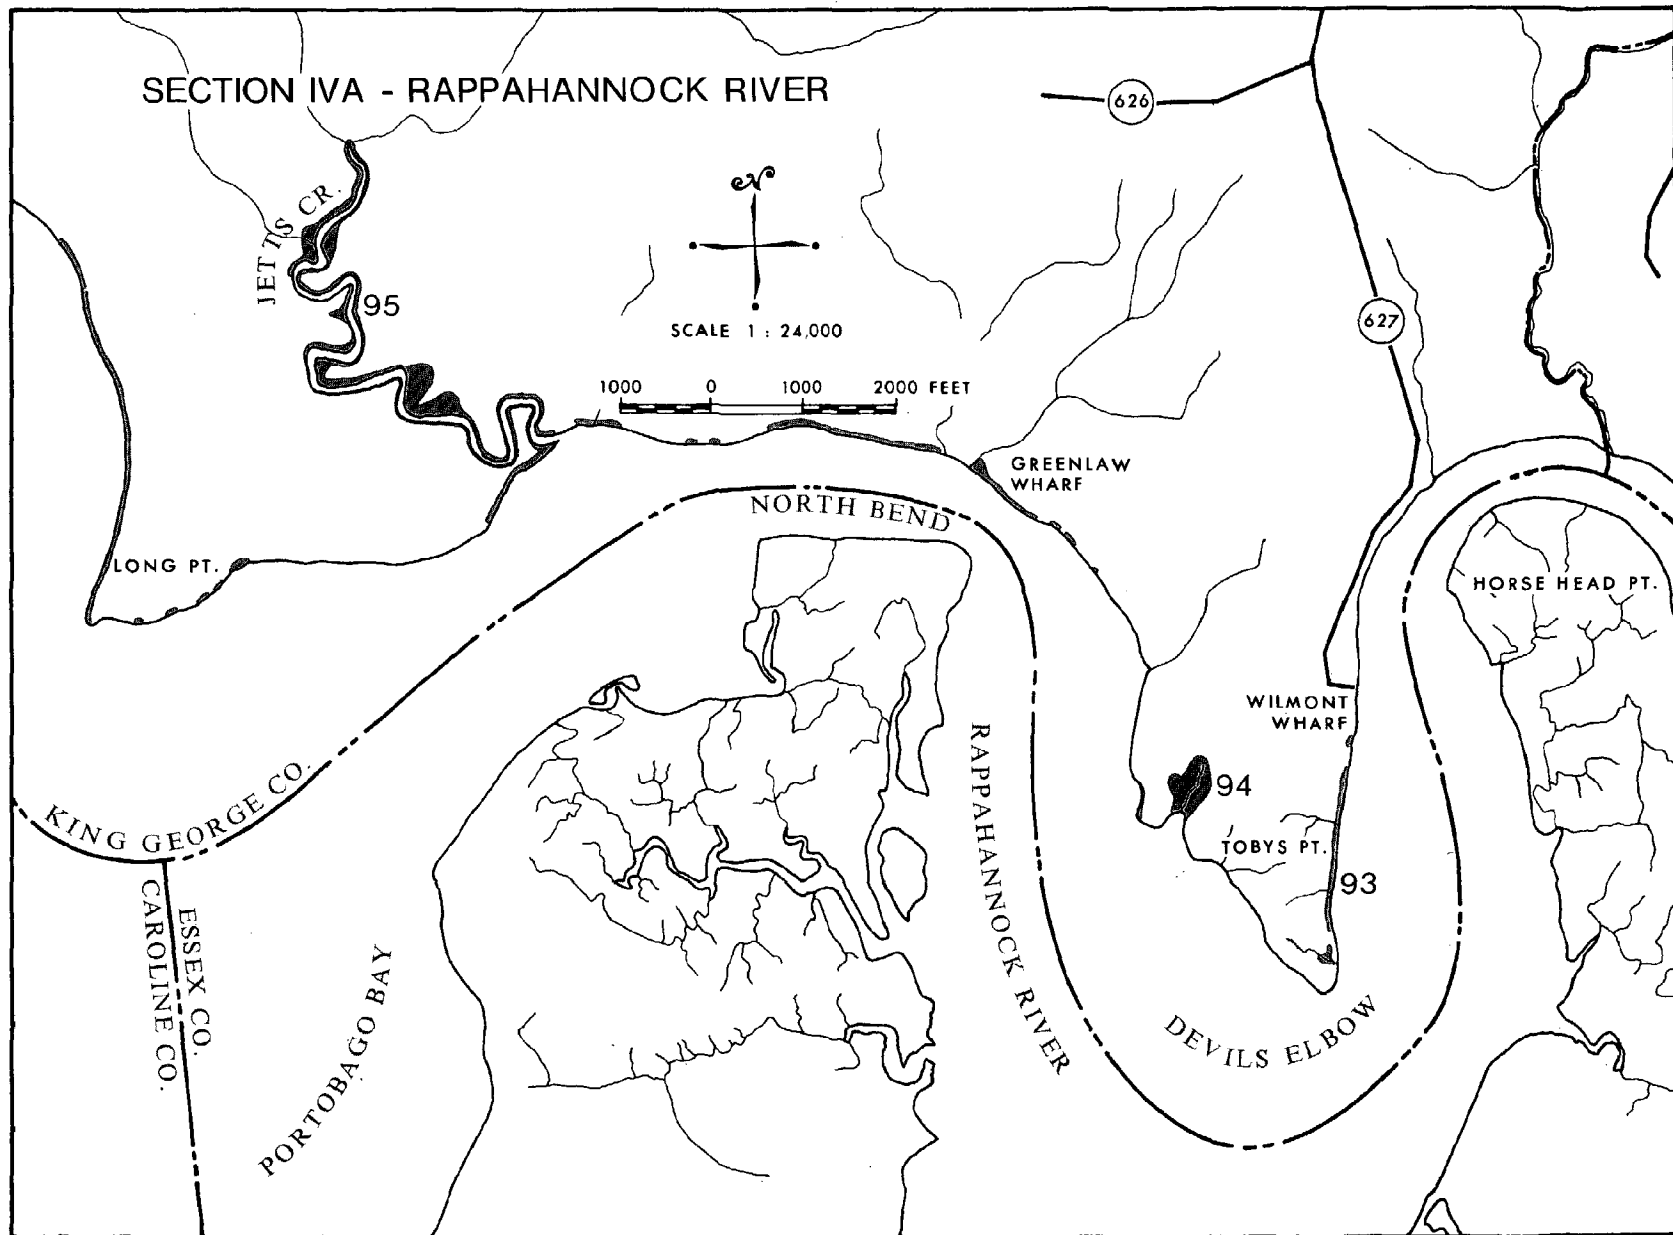 SECTION IVA - RAPPAHANNOCK RIVER
626
JETTS CR.
95
N
SCALE 1 : 24,000
627
1000 0 1000 2000 FEET
GREENLAW
WHARF
NORTH BEND
LONG PT.
HORSE HEAD PT.
WILMONT
WHARF
RAPPAHANNOCK RIVER
94
KING GEORGE CO.
TOBYS PT.
93
CAROLINE CO.
ESSEX CO.
PORTOBAGO BAY
DEVILS ELBOW